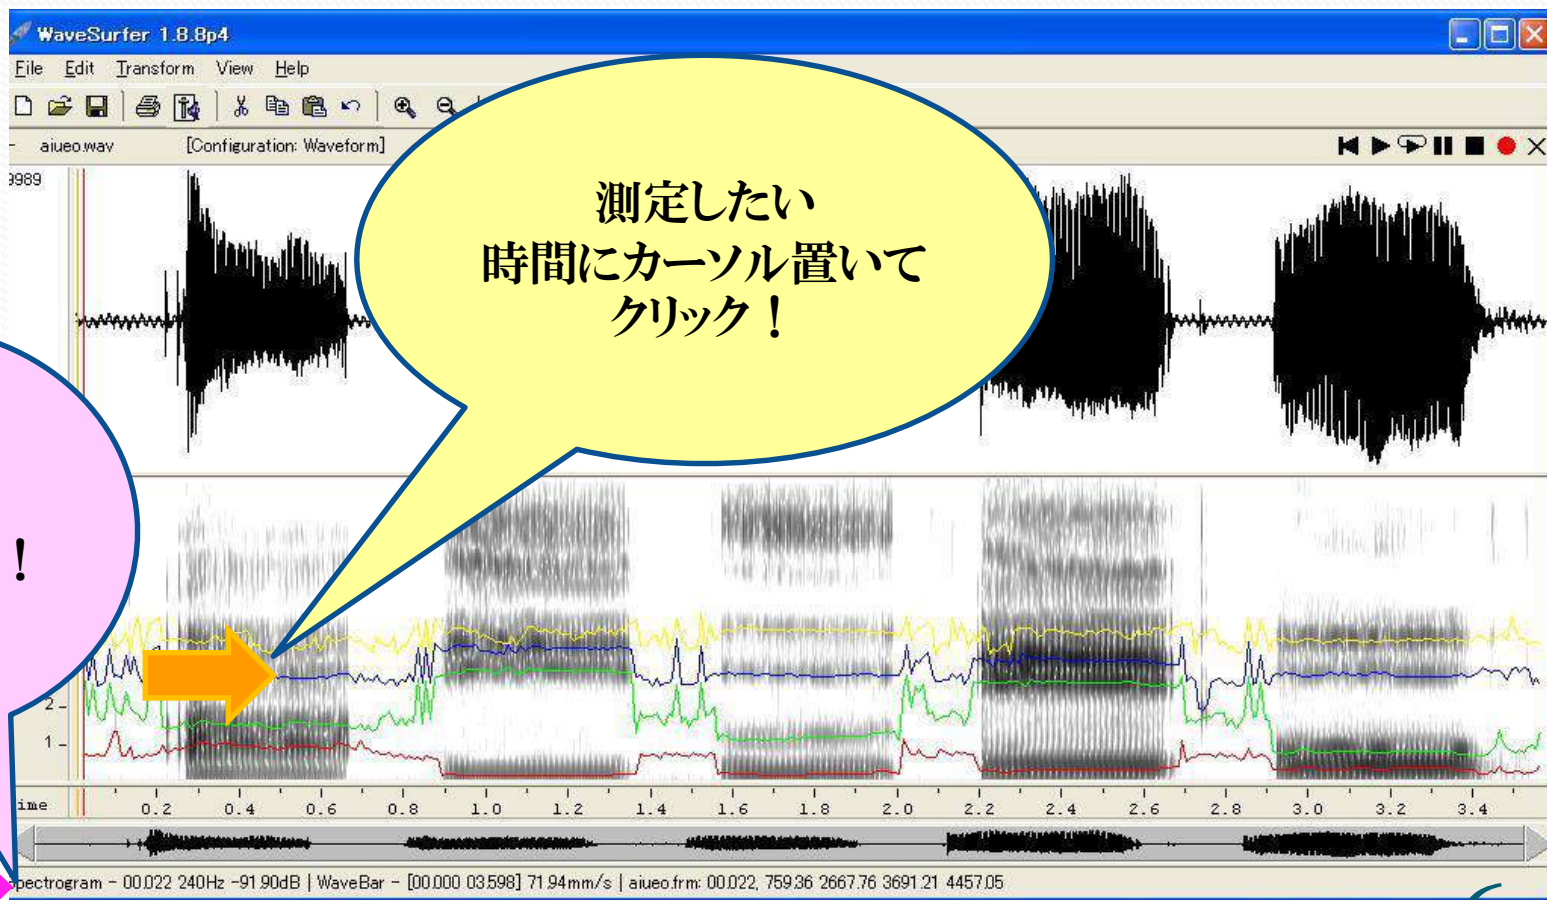 WaveSurfer 1.8.8p4
File Edit Transform View Help
aiueo.wav [Configuration: Waveform]
9989
測定したい
時間にカーソル置いて
クリック！
！
2
1
ime 0.2 0.4 0.6 0.8 1.0 1.2 1.4 1.6 1.8 2.0 2.2 2.4 2.6 2.8 3.0 3.2 3.4
pectrogram - 00.022 240Hz -91.90dB | WaveBar - [00.000 03.598] 71.94mm/s | aiueo.frm: 00.022, 759.36 2667.76 3691.21 4457.05